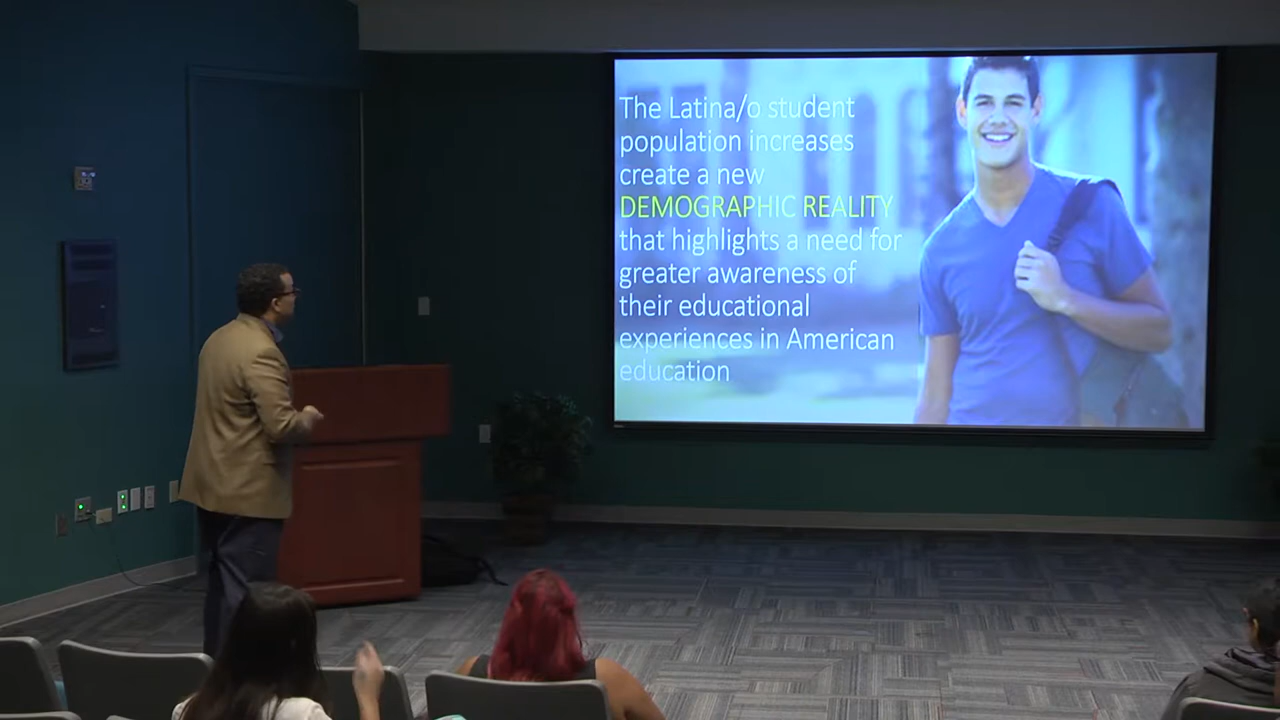 The Latina/o student
population increases
create a new
DEMOGRAPHIC REALITY
that highlights a need for
greater awareness of
their educational
experiences in American
education